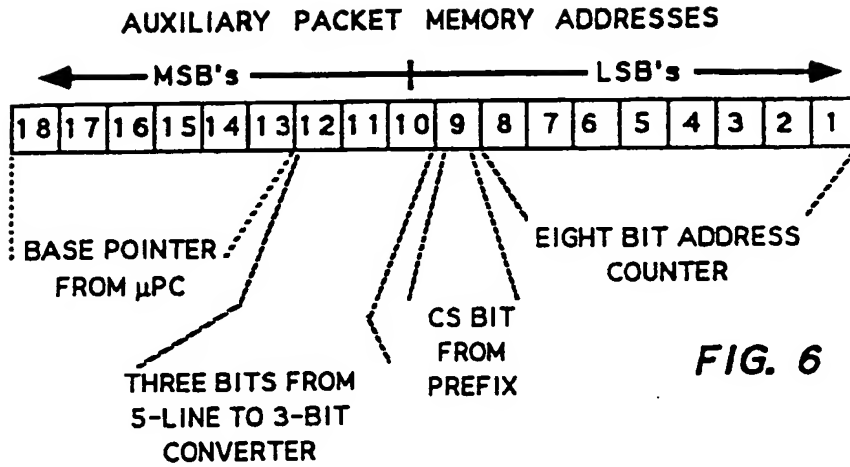 AUXILIARY PACKET MEMORY ADDRESSES
MSB's LSB's
18 17 16 15 14 13 12 11 10 9 8 7 6 5 4 3 2 1
BASE POINTER
FROM µPC
EIGHT BIT ADDRESS
COUNTER
CS BIT
FROM
PREFIX
THREE BITS FROM
5-LINE TO 3-BIT
CONVERTER
FIG. 6